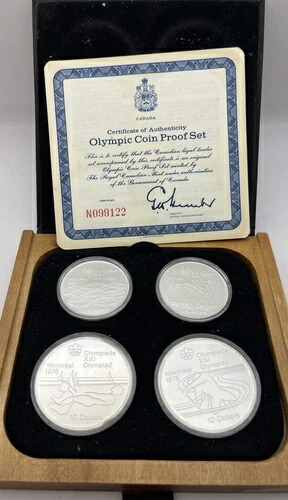 CANADA
Certificate of Authenticity
Olympic Coin Proof Set
This is to certify that the Canadian legal tender
set accompanied by this certificate is an original
Olympic Coin Proof Set minted by
The Royal Canadian Mint under authorization
of the Government of Canada.
N099122
Montréal
1976
Olympiade
XXI
Olympiad
10 Dollars
Montréal
1976
Olympiade
XXI
Olympiad
10 Dollars